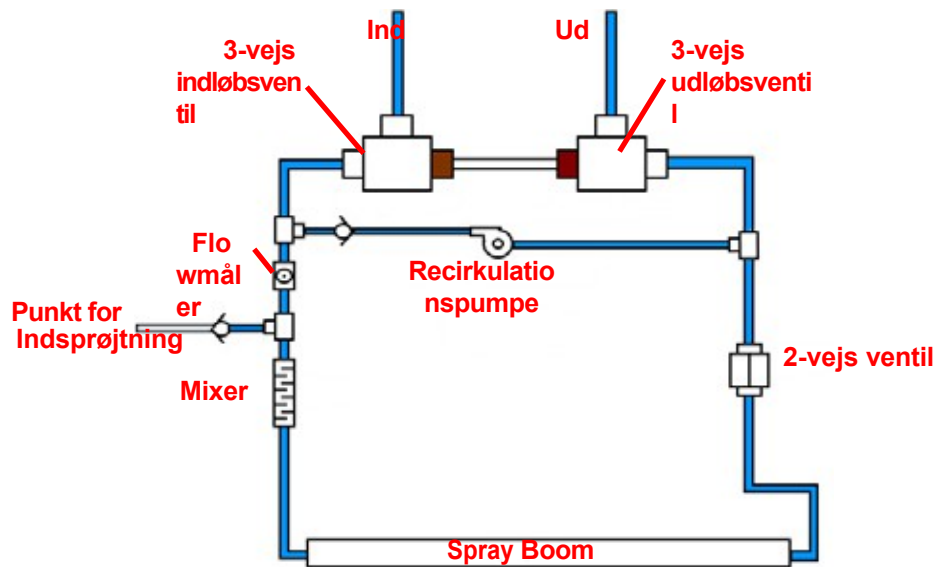 Ind
Ud
3-vejs
indløbsven
til
3-vejs
udløbsventi
l
Flo
wmål
er
Recirkulatio
nspumpe
Punkt for
Indsprøjtning
Mixer
2-vejs ventil
Spray Boom